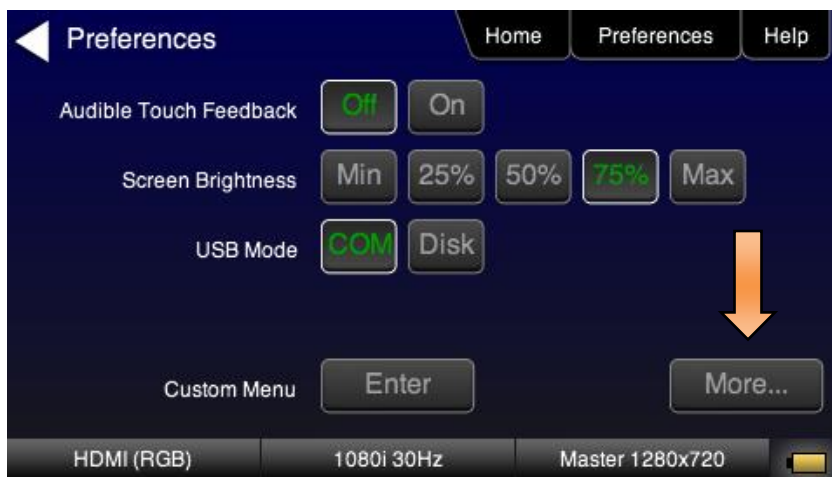 Preferences Home Preferences Help
Audible Touch Feedback Off On
Screen Brightness Min 25% 50% 75% Max
USB Mode COM Disk
Custom Menu Enter More...
HDMI (RGB) 1080i 30Hz Master 1280x720